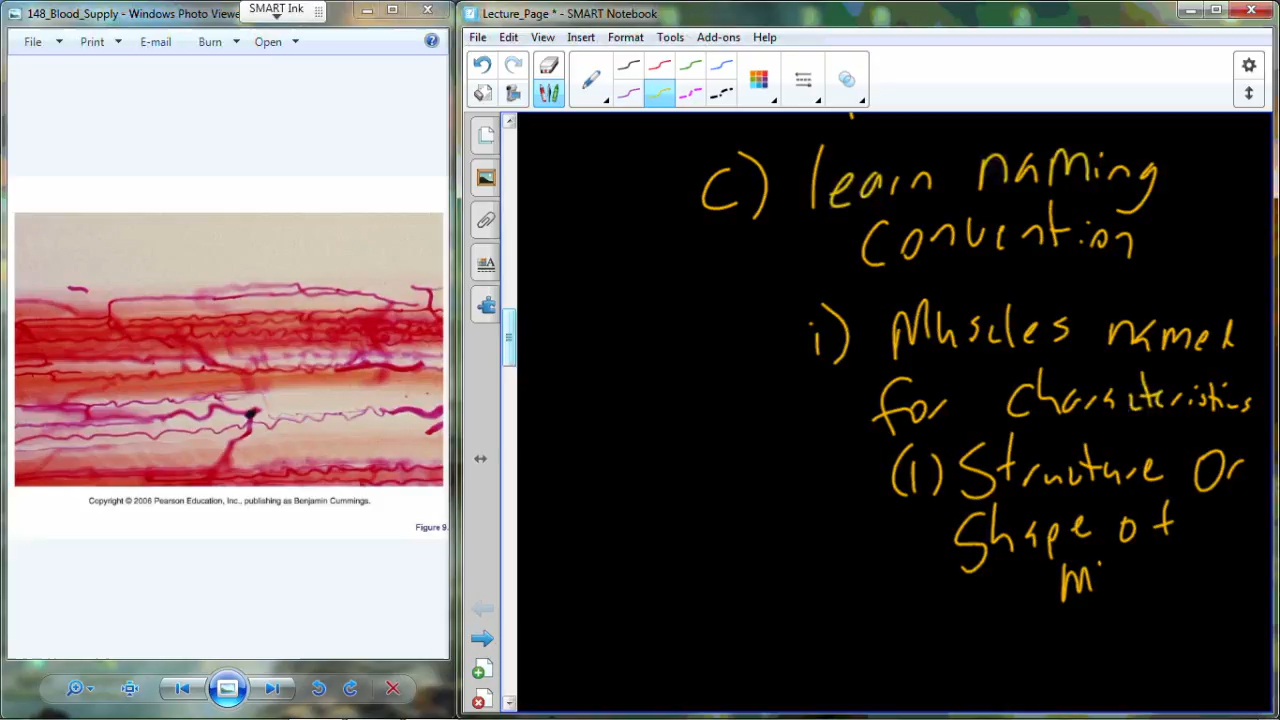 148_Blood_Supply - Windows Photo Viewe
SMART Ink
File Print E-mail Burn Open
Copyright © 2006 Pearson Education, Inc., publishing as Benjamin Cummings.
Figure 9.
Lecture_Page * - SMART Notebook
File Edit View Insert Format Tools Add-ons Help
c) learn naming
convention
i) Muscles named
for characteristics
(1) Structure Or
Shape of
m